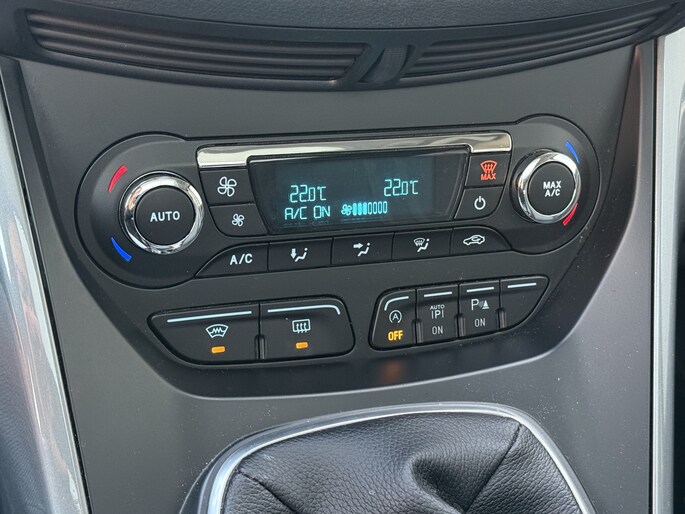 22.0°C 22.0°C
A/C ON
MAX
AUTO
MAX
A/C
A/C
A
OFF
AUTO
P
ON
P
ON